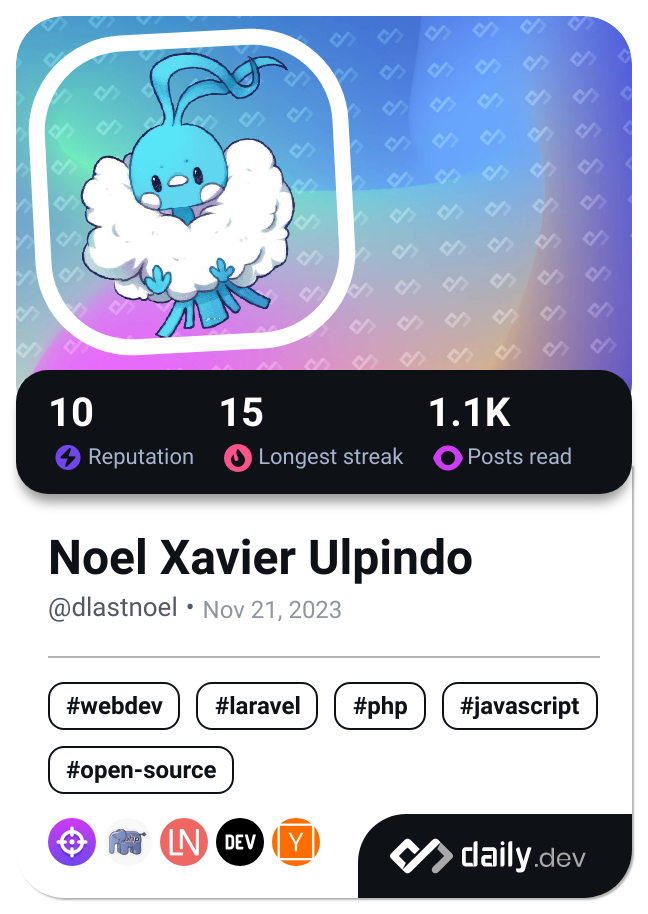 10 15 1.1K
Reputation Longest streak Posts read
Noel Xavier Ulpindo
@dlastnoel • Nov 21, 2023
#webdev #laravel #php #javascript
#open-source
php LN DEV Y
daily.dev